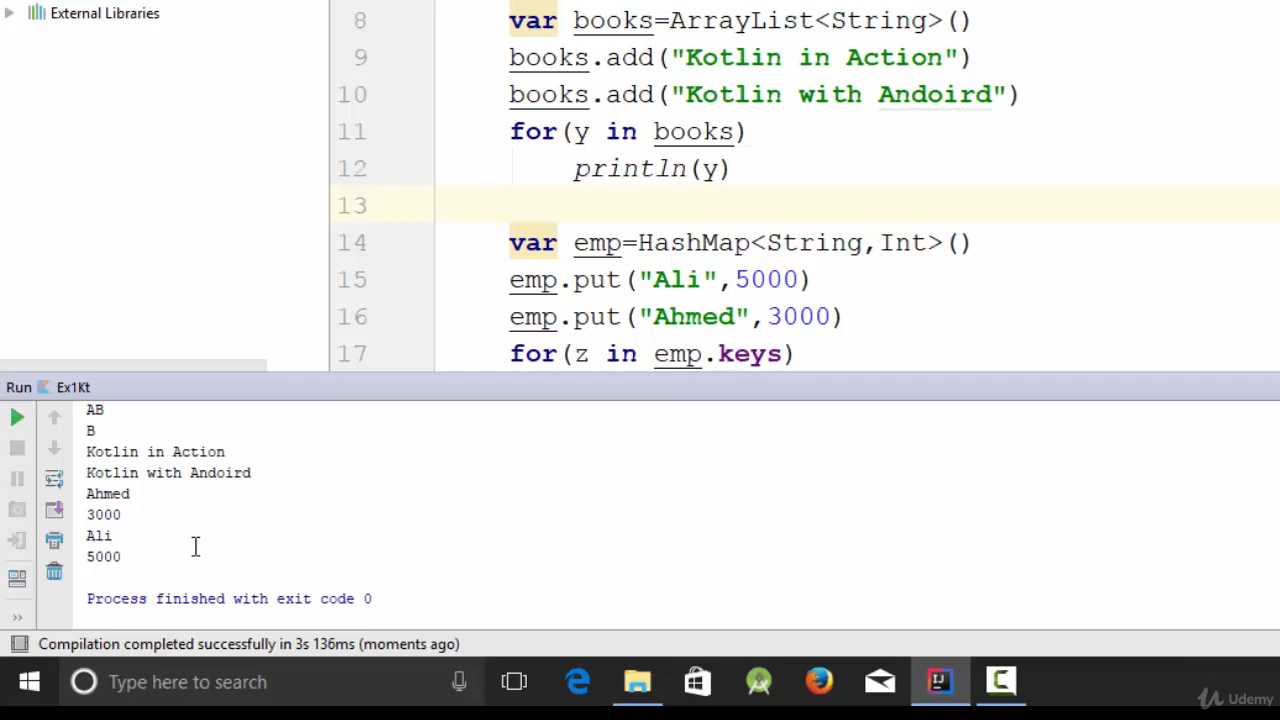 External Libraries
8 var books=ArrayList<String>()
9 books.add("Kotlin in Action")
10 books.add("Kotlin with Andoird")
11 for(y in books)
12 println(y)
13
14 var emp=HashMap<String,Int>()
15 emp.put("Ali",5000)
16 emp.put("Ahmed",3000)
17 for(z in emp.keys)
Run Ex1Kt
AB
B
Kotlin in Action
Kotlin with Andoird
Ahmed
3000
Ali
5000
Process finished with exit code 0
Compilation completed successfully in 3s 136ms (moments ago)
Type here to search
Udemy